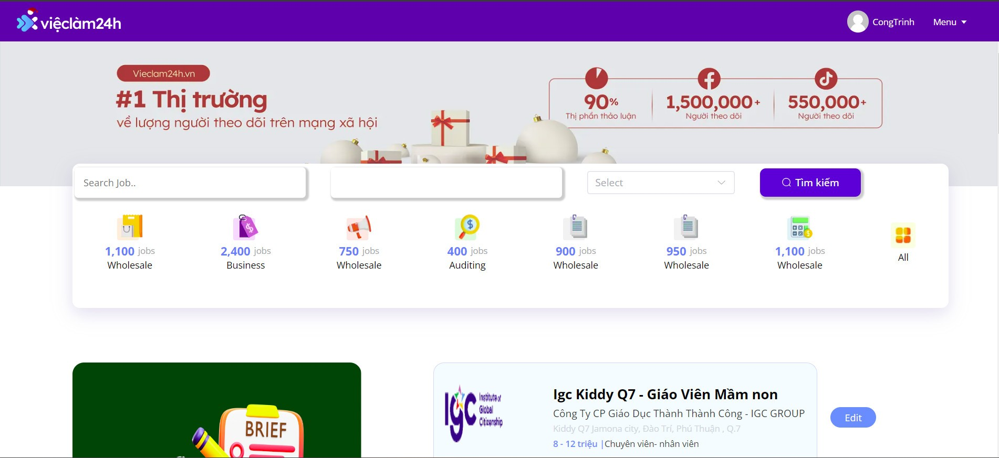 việclàm24h
CongTrinh
Menu
Vieclam24h.vn
#1 Thị trường
về lượng người theo dõi trên mạng xã hội
90%
Thị phần thảo luận
1,500,000+
Người theo dõi
550,000+
Người theo dõi
Search Job..
Select
Tìm kiếm
1,100 jobs
Wholesale
2,400 jobs
Business
750 jobs
Wholesale
400 jobs
Auditing
900 jobs
Wholesale
950 jobs
Wholesale
1,100 jobs
Wholesale
All
BRIEF
Igc
Institute of
Global
Citizenship
Igc Kiddy Q7 - Giáo Viên Mầm non
Công Ty CP Giáo Dục Thành Thành Công - IGC GROUP
Kiddy Q7 Jamona city, Đào Trí, Phú Thuận , Q.7
8 - 12 triệu |Chuyên viên- nhân viên
Edit